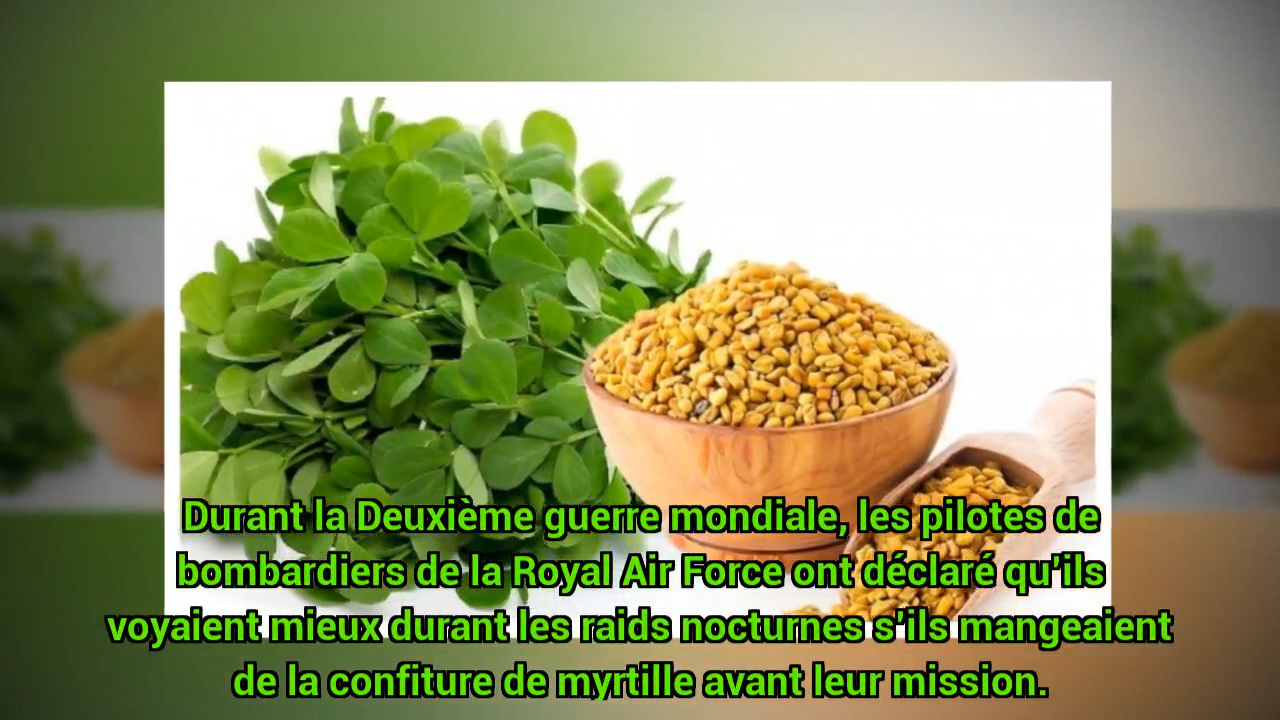 Durant la Deuxième guerre mondiale, les pilotes de
bombardiers de la Royal Air Force ont déclaré qu'ils
voyaient mieux durant les raids nocturnes s'ils mangeaient
de la confiture de myrtille avant leur mission.